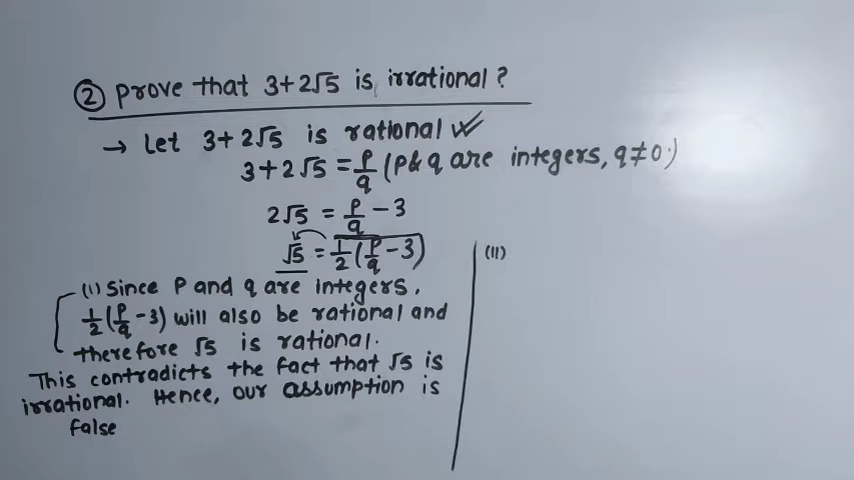 ② Prove that 3+2√5 is irrational?
→ Let 3+2√5 is rational
3+2√5 = p/q (p & q are integers, q≠0.)
2√5 = p/q - 3
√5 = 1/2 (p/q - 3)
(1) Since p and q are integers,
1/2 (p/q - 3) will also be rational and
therefore √5 is rational.
This contradicts the fact that √5 is
irrational. Hence, our assumption is
false
(11)